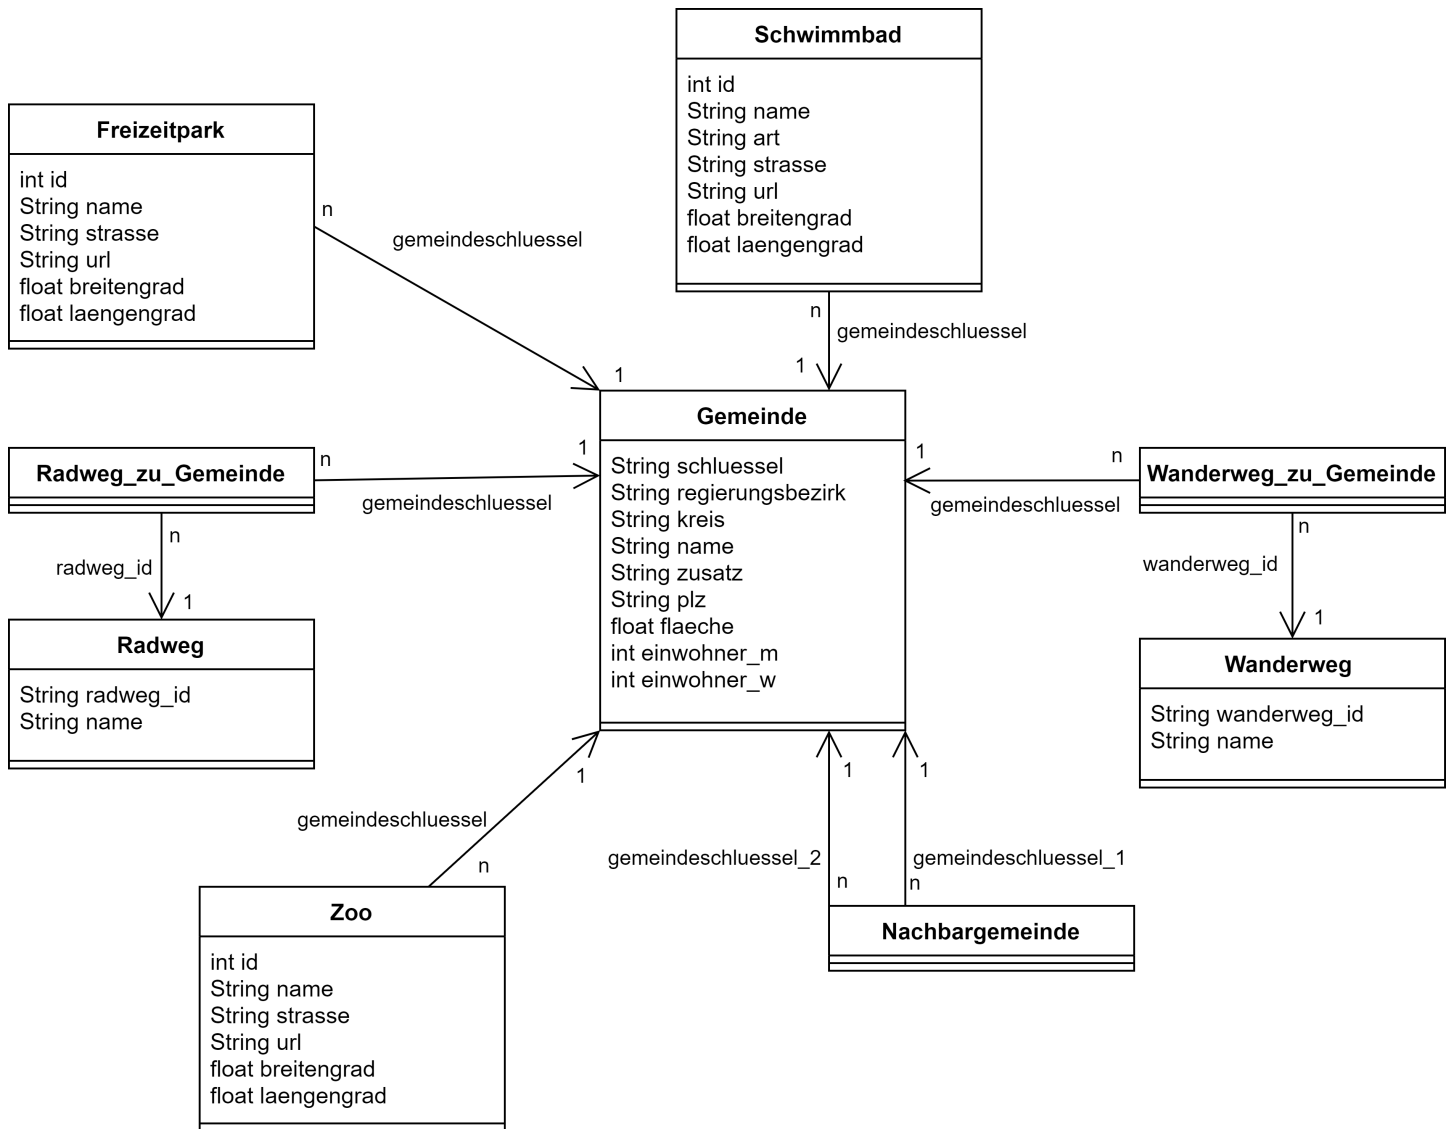 Schwimmbad
int id
String name
String art
String strasse
String url
float breitengrad
float laengengrad
Freizeitpark
int id
String name
String strasse
String url
float breitengrad
float laengengrad
n
gemeindeschluessel
1
n
gemeindeschluessel
1
Gemeinde
String schluessel
String regierungsbezirk
String kreis
String name
String zusatz
String plz
float flaeche
int einwohner_m
int einwohner_w
Radweg_zu_Gemeinde
n
gemeindeschluessel
1
n
radweg_id
1
Radweg
String radweg_id
String name
Wanderweg_zu_Gemeinde
n
gemeindeschluessel
1
n
wanderweg_id
1
Wanderweg
String wanderweg_id
String name
1
gemeindeschluessel
n
Zoo
int id
String name
String strasse
String url
float breitengrad
float laengengrad
1
gemeindeschluessel_2
n
1
gemeindeschluessel_1
n
Nachbargemeinde